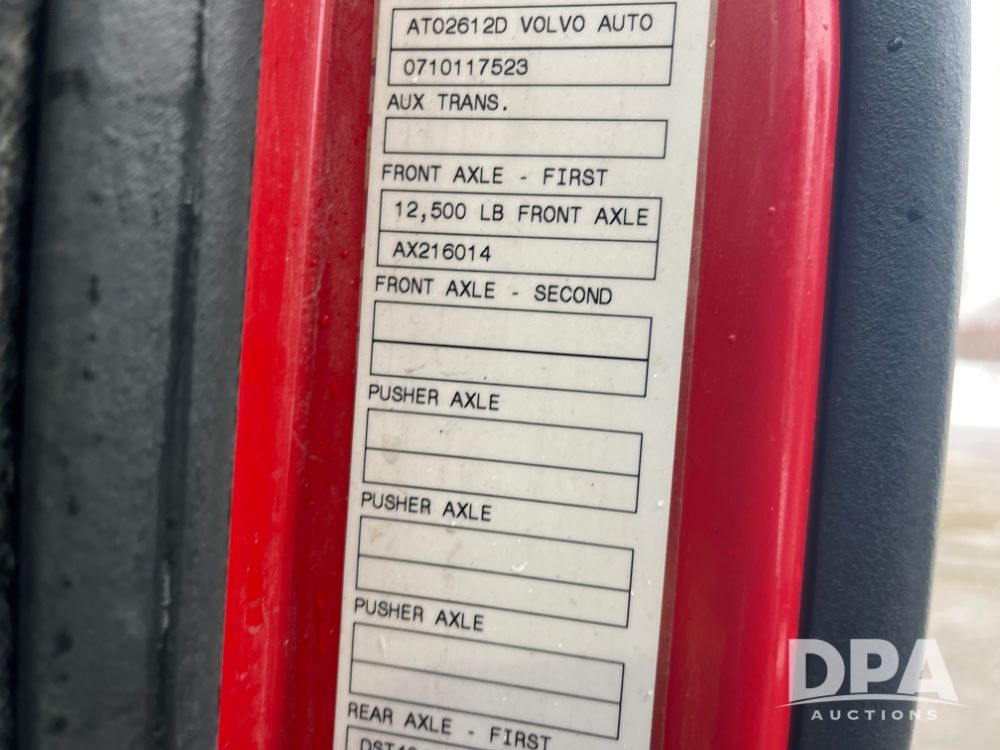 ATO2612D VOLVO AUTO
0710117523
AUX TRANS.
FRONT AXLE - FIRST
12,500 LB FRONT AXLE
AX216014
FRONT AXLE - SECOND
PUSHER AXLE
PUSHER AXLE
PUSHER AXLE
REAR AXLE - FIRST
DPA
AUCTIONS